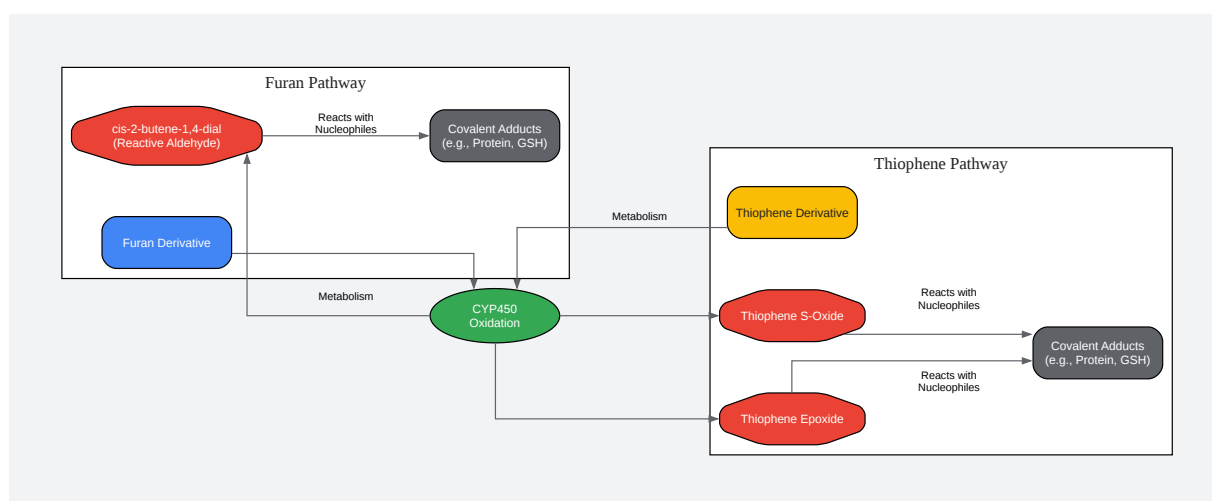 Furan Pathway
cis-2-butene-1,4-dial
(Reactive Aldehyde)
Reacts with
Nucleophiles
Covalent Adducts
(e.g., Protein, GSH)
Furan Derivative
Metabolism
CYP450
Oxidation
Metabolism
Thiophene Pathway
Thiophene Derivative
Thiophene S-Oxide
Reacts with
Nucleophiles
Covalent Adducts
(e.g., Protein, GSH)
Reacts with
Nucleophiles
Thiophene Epoxide